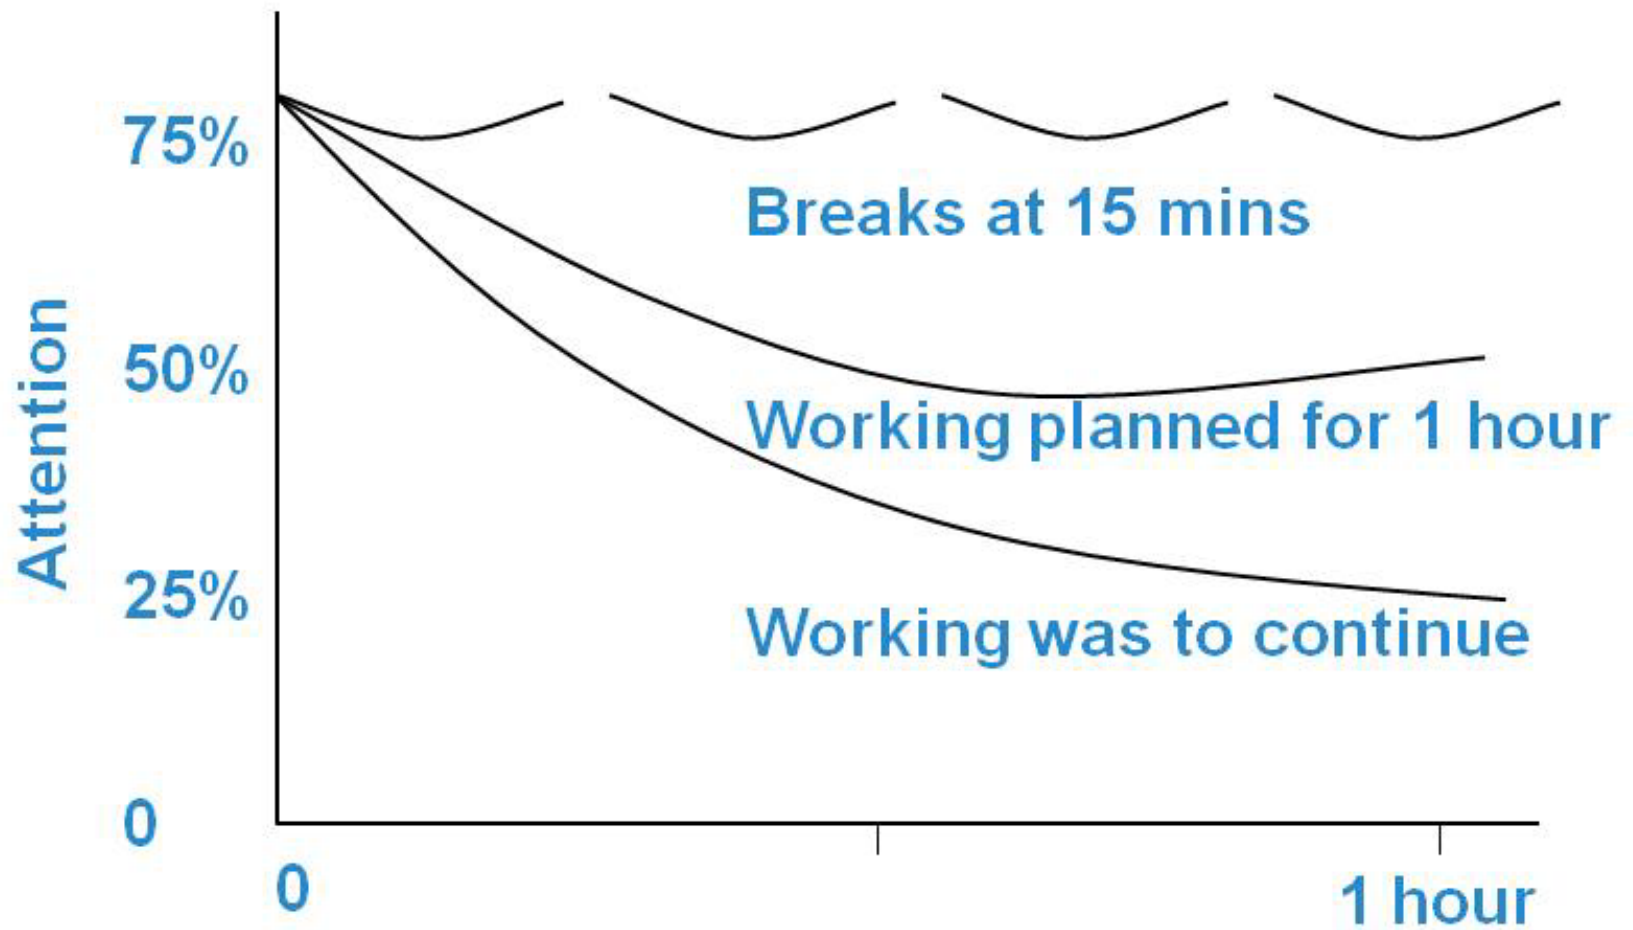 75%
Breaks at 15 mins
Attention
50%
Working planned for 1 hour
25%
Working was to continue
0
0
1 hour